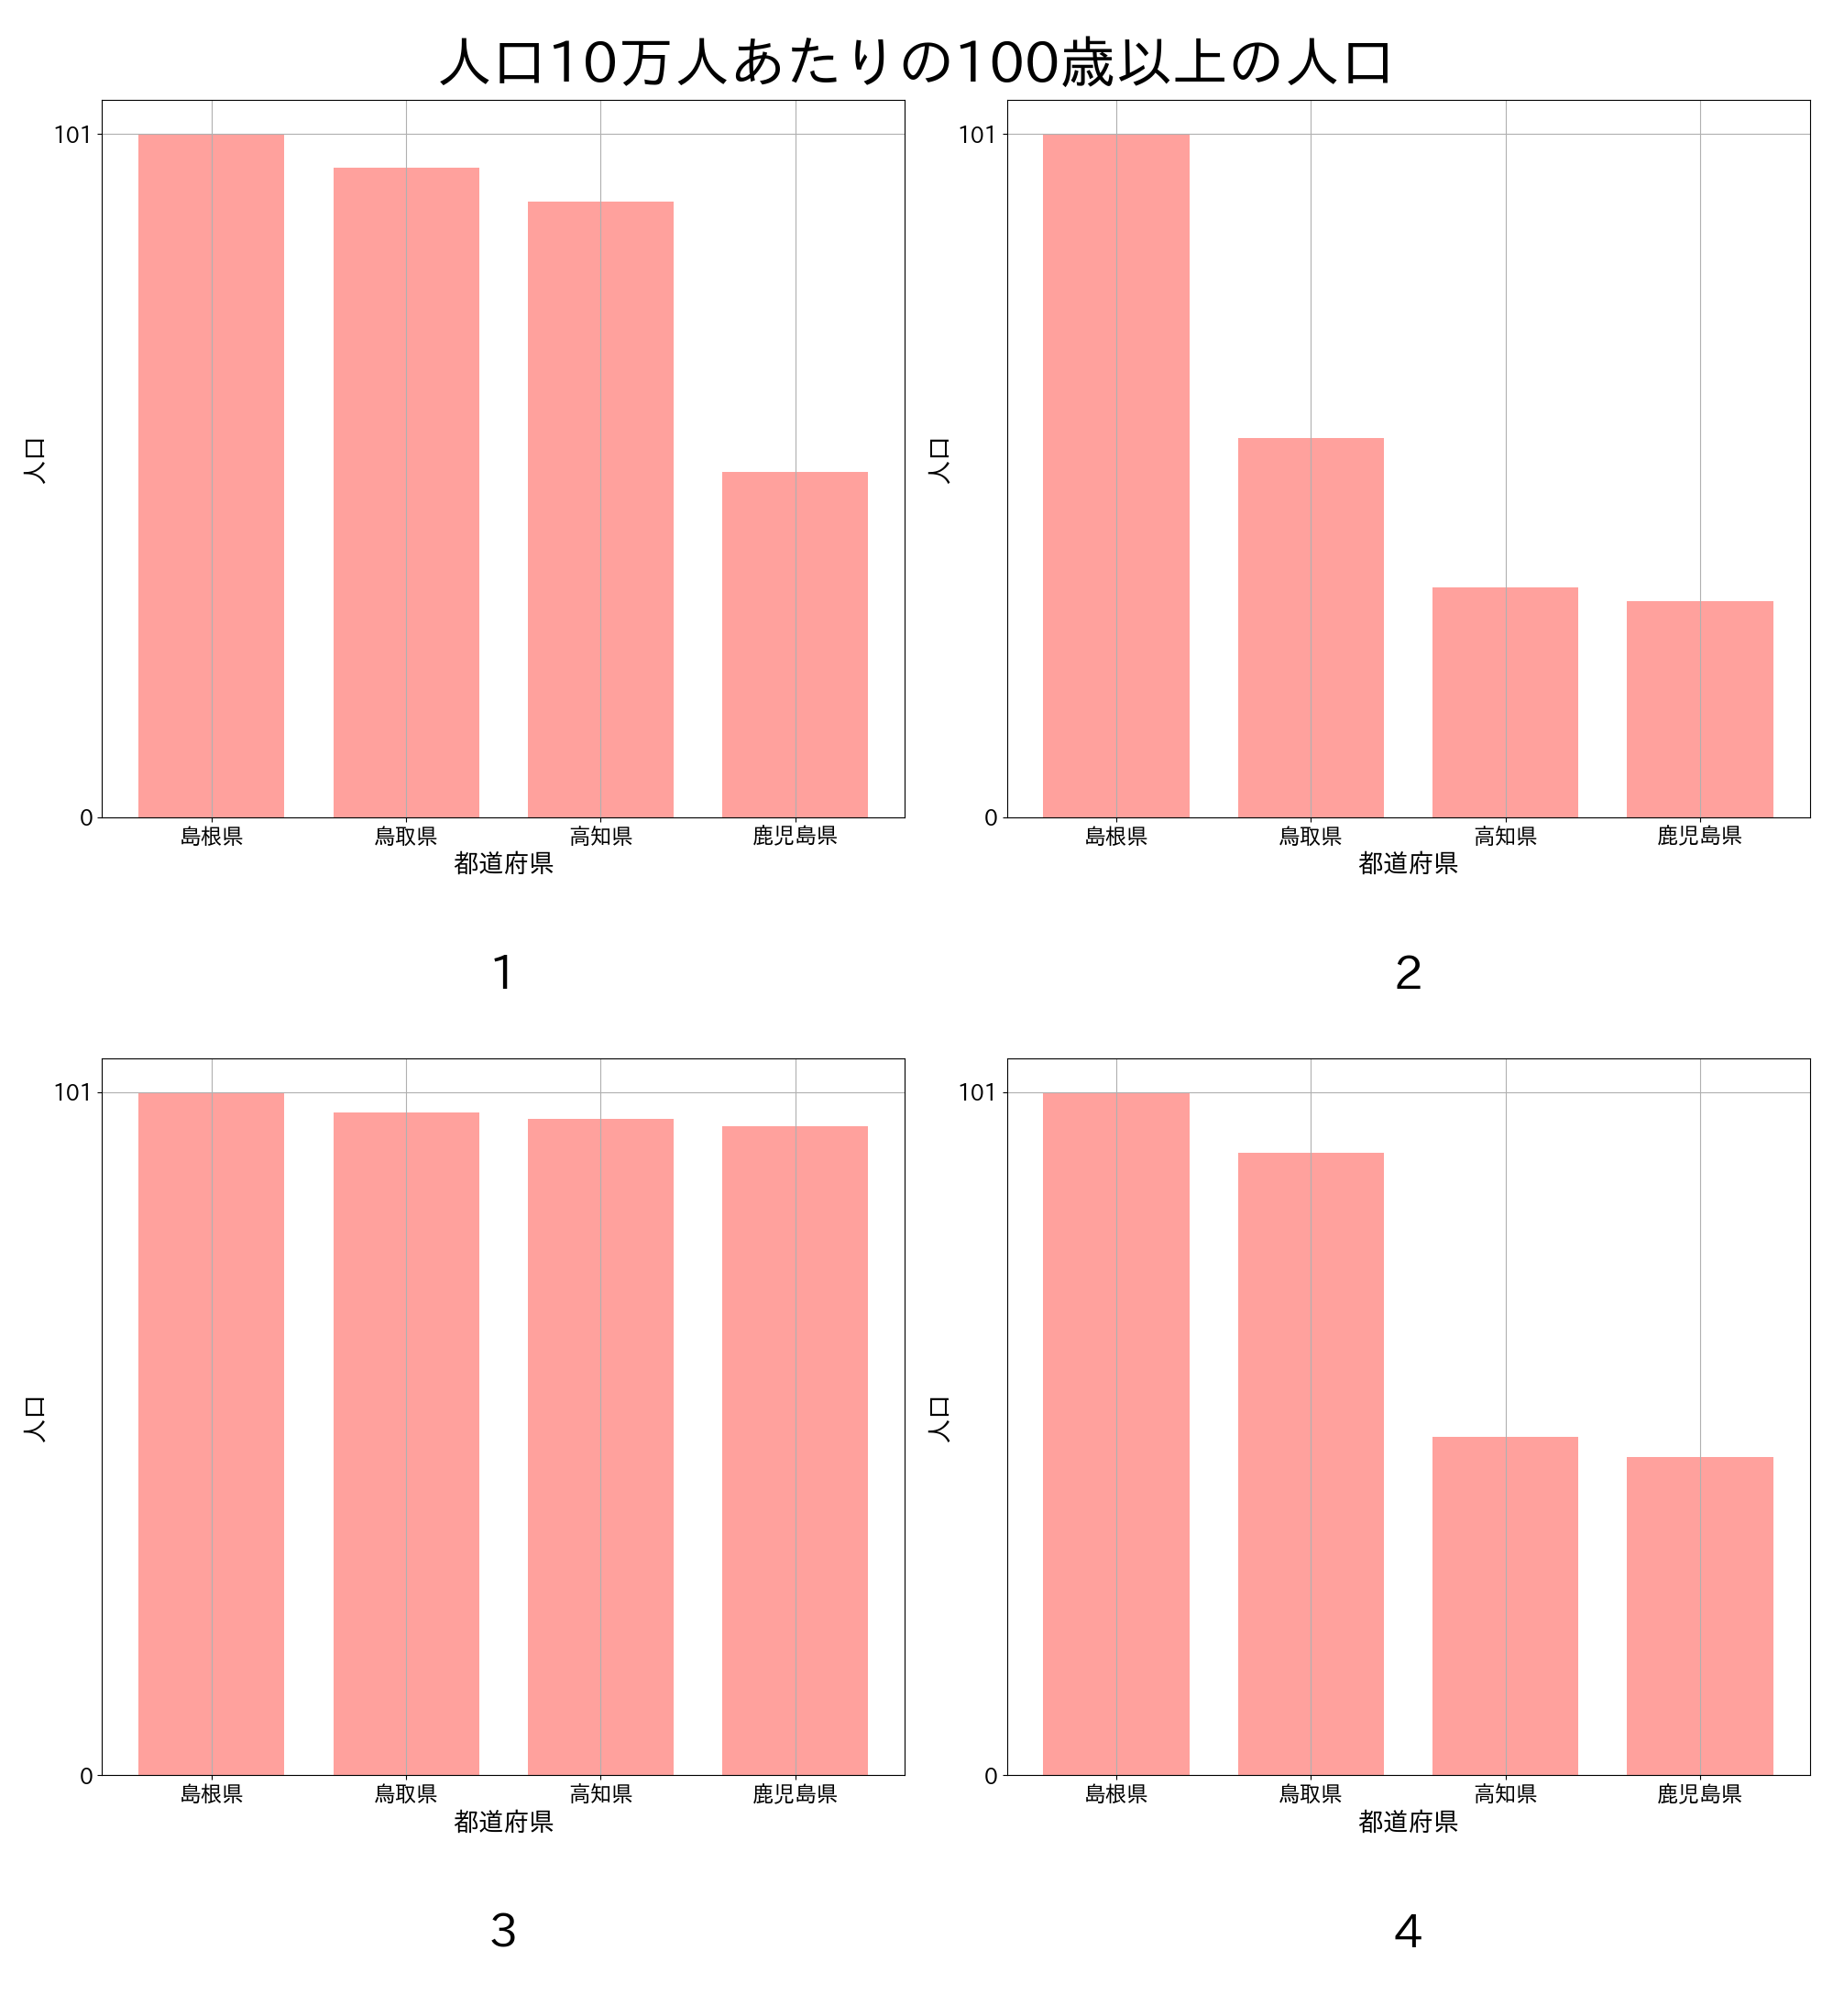 人口10万人あたりの100歳以上の人口
101
0
人口
島根県 鳥取県 高知県 鹿児島県
都道府県
1
101
0
人口
島根県 鳥取県 高知県 鹿児島県
都道府県
2
101
0
人口
島根県 鳥取県 高知県 鹿児島県
都道府県
3
101
0
人口
島根県 鳥取県 高知県 鹿児島県
都道府県
4